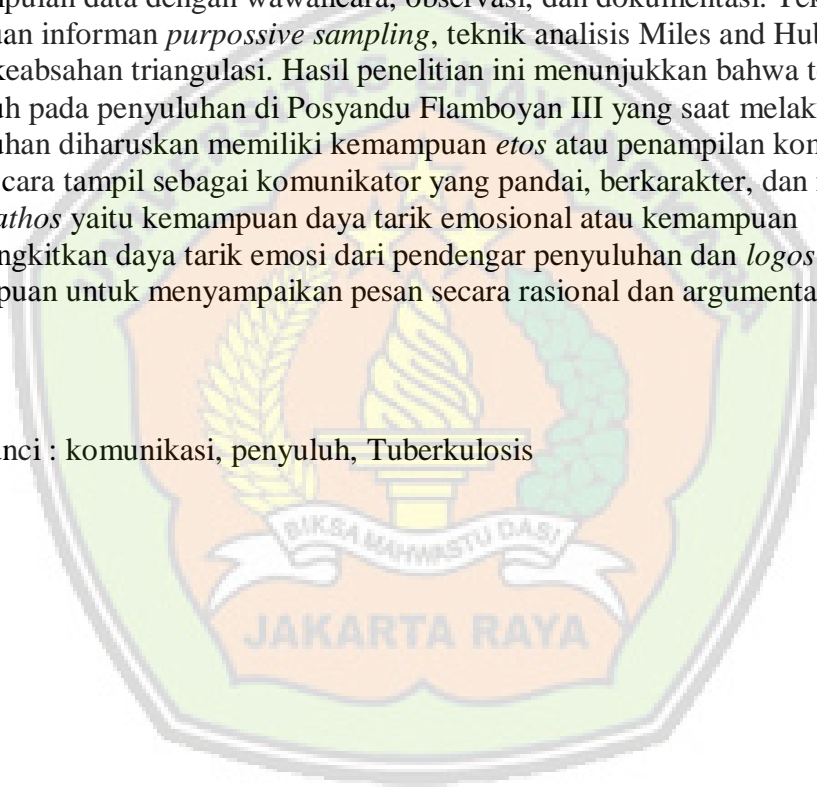 mpulan data dengan wawancara, observasi, dan dokumentasi. Tek
uan informan purpossive sampling, teknik analisis Miles and Hub
keabsahan triangulasi. Hasil penelitian ini menunjukkan bahwa t
uh pada penyuluhan di Posyandu Flamboyan III yang saat melak
uhan diharuskan memiliki kemampuan etos atau penampilan kom
cara tampil sebagai komunikator yang pandai, berkarakter, dan
athos yaitu kemampuan daya tarik emosional atau kemampuan
ngkitkan daya tarik emosi dari pendengar penyuluhan dan logos
puan untuk menyampaikan pesan secara rasional dan argumenta
unci : komunikasi, penyuluh, Tuberkulosis
UNIVERSITAS BHAYANGKARA
BIKSA MAHWASTU DASI
JAKARTA RAYA